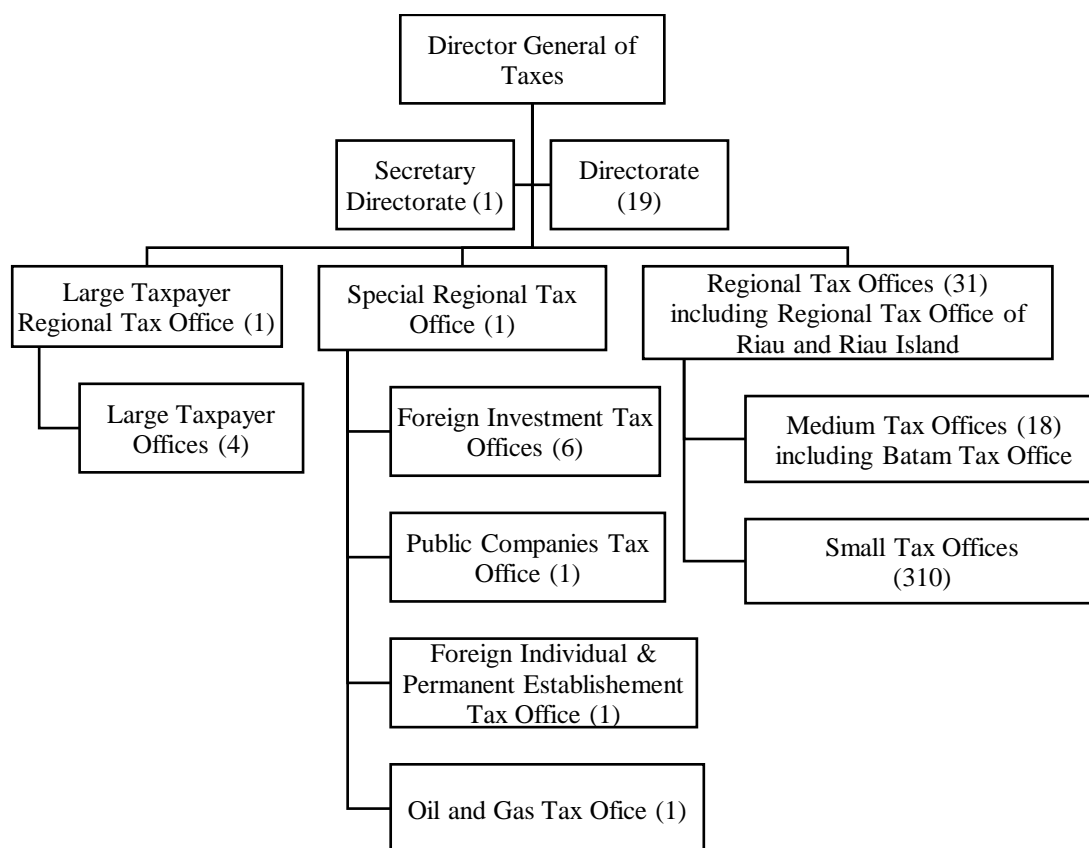 Director General of
Taxes
Secretary
Directorate (1)
Directorate
(19)
Large Taxpayer
Regional Tax Office (1)
Special Regional Tax
Office (1)
Regional Tax Offices (31)
including Regional Tax Office of
Riau and Riau Island
Large Taxpayer
Offices (4)
Foreign Investment Tax
Offices (6)
Public Companies Tax
Office (1)
Foreign Individual &
Permanent Establishement
Tax Office (1)
Oil and Gas Tax Ofice (1)
Medium Tax Offices (18)
including Batam Tax Office
Small Tax Offices
(310)